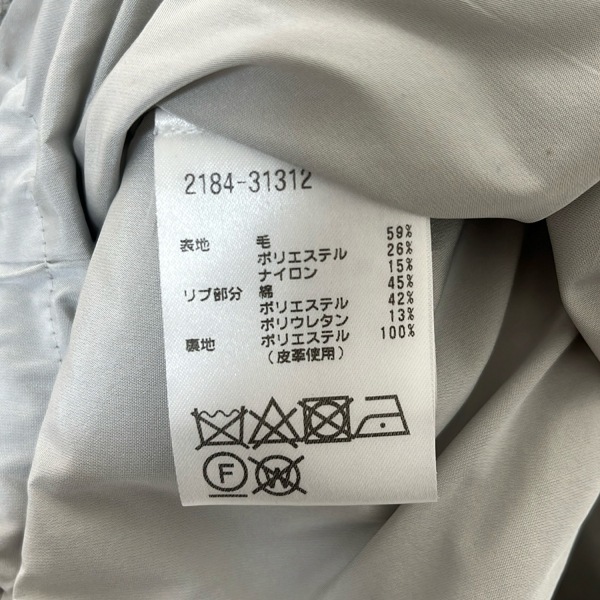 2184-31312
表地 毛 59%
ポリエステル 26%
ナイロン 15%
リブ部分 綿 45%
ポリエステル 42%
ポリウレタン 13%
裏地 ポリエステル 100%
(皮革使用)
F W